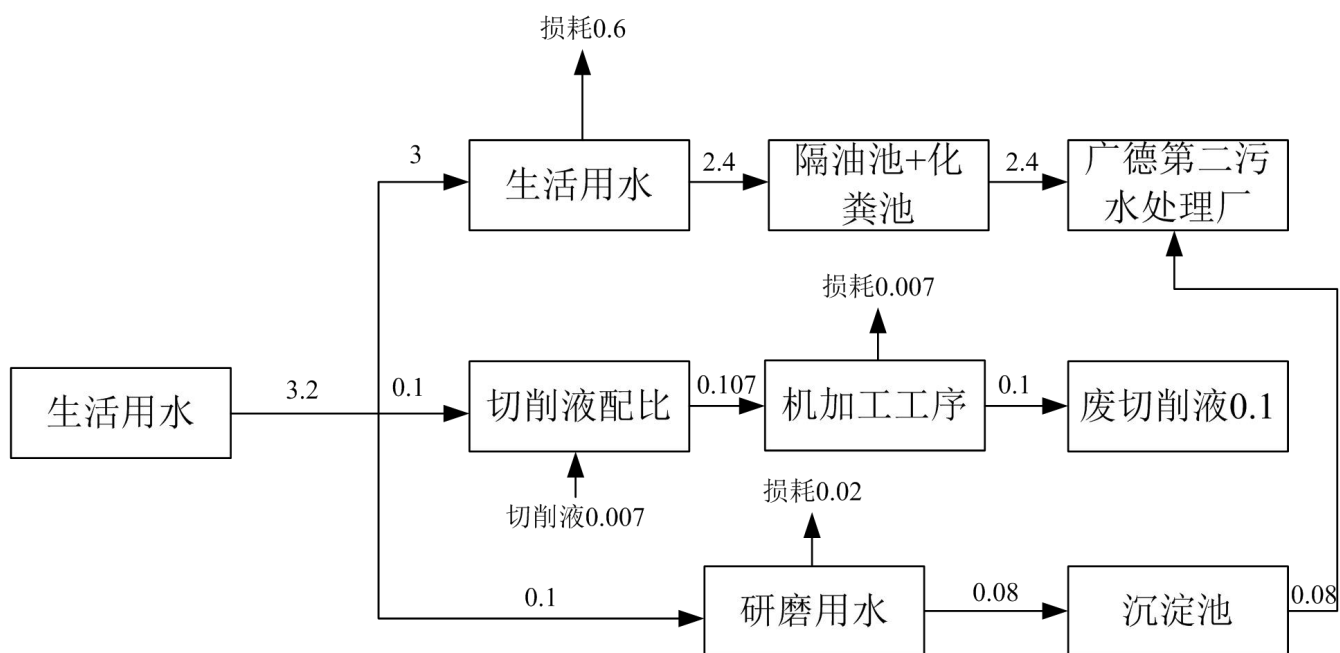 损耗0.6
3
生活用水
2.4
隔油池+化
粪池
2.4
广德第二污
水处理厂
损耗0.007
生活用水
3.2
0.1
切削液配比
0.107
机加工工序
0.1
废切削液0.1
切削液0.007
损耗0.02
0.1
研磨用水
0.08
沉淀池
0.08